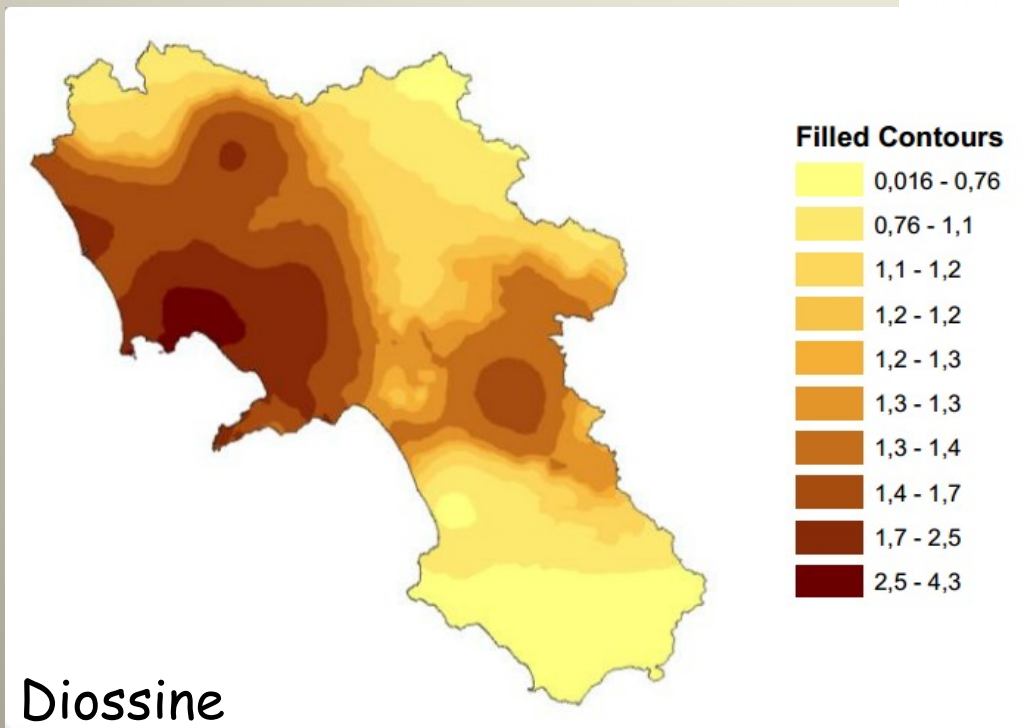 Filled Contours
0,016 - 0,76
0,76 - 1,1
1,1 - 1,2
1,2 - 1,2
1,2 - 1,3
1,3 - 1,3
1,3 - 1,4
1,4 - 1,7
1,7 - 2,5
2,5 - 4,3
Diossine